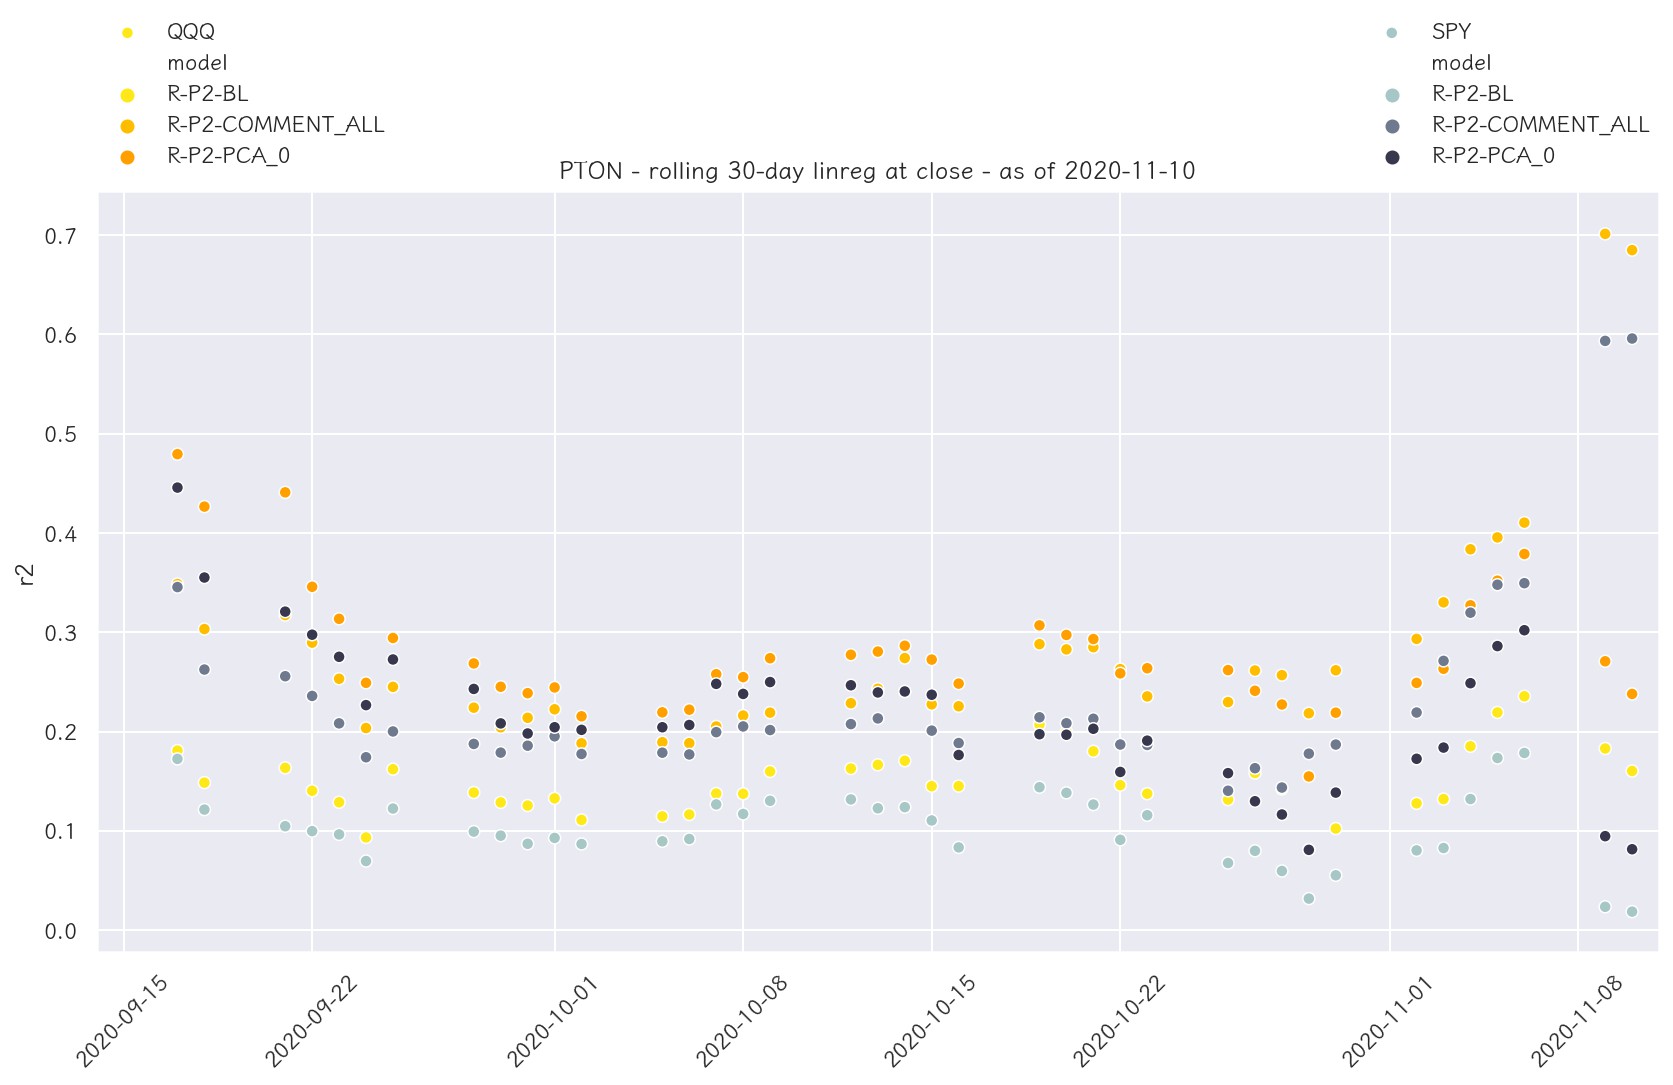 QQQ
model
R-P2-BL
R-P2-COMMENT_ALL
R-P2-PCA_0
SPY
model
R-P2-BL
R-P2-COMMENT_ALL
R-P2-PCA_0
PTON - rolling 30-day linreg at close - as of 2020-11-10
r2
0.7
0.6
0.5
0.4
0.3
0.2
0.1
0.0
2020-09-15
2020-09-22
2020-10-01
2020-10-08
2020-10-15
2020-10-22
2020-11-01
2020-11-08